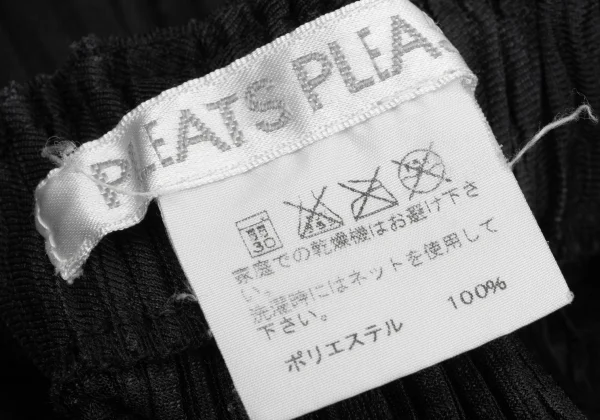 PLEATS PLEA
弱
30
家庭での乾燥機はお避け下さ
い。
洗濯時にはネットを使用して
下さい。
ポリエステル 100%